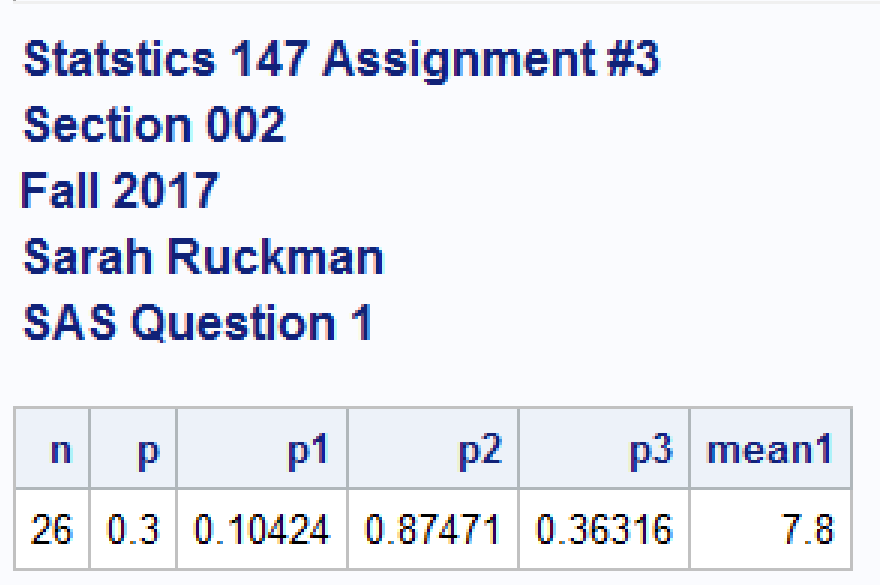 Statstics 147 Assignment #3
Section 002
Fall 2017
Sarah Ruckman
SAS Question 1
n p p1 p2 p3 mean1
26 0.3 0.10424 0.87471 0.36316 7.8